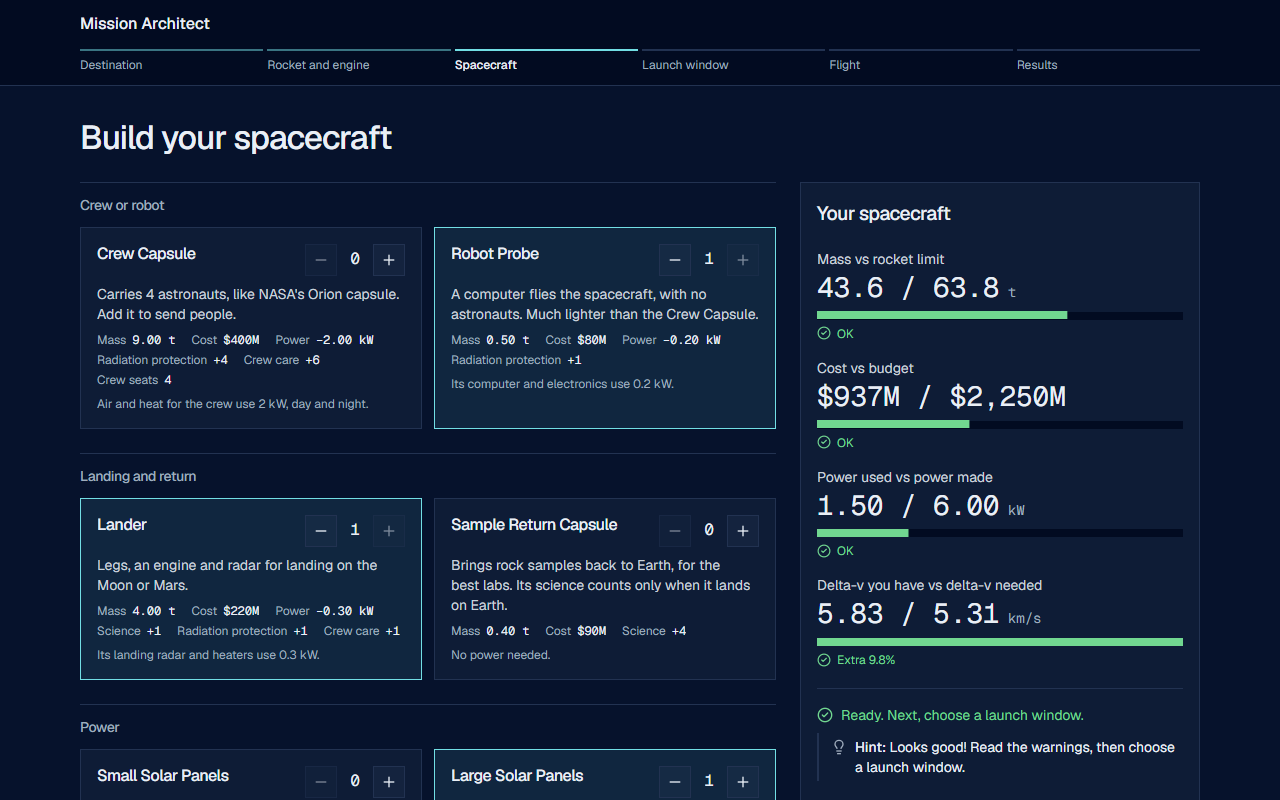 Mission Architect
Destination
Rocket and engine
Spacecraft
Launch window
Flight
Results
Build your spacecraft
Crew or robot
Crew Capsule
− 0 +
Carries 4 astronauts, like NASA's Orion capsule.
Add it to send people.
Mass 9.00 t Cost $400M Power −2.00 kW
Radiation protection +4 Crew care +6
Crew seats 4
Air and heat for the crew use 2 kW, day and night.
Robot Probe
− 1 +
A computer flies the spacecraft, with no
astronauts. Much lighter than the Crew Capsule.
Mass 0.50 t Cost $80M Power −0.20 kW
Radiation protection +1
Its computer and electronics use 0.2 kW.
Landing and return
Lander
− 1 +
Legs, an engine and radar for landing on the
Moon or Mars.
Mass 4.00 t Cost $220M Power −0.30 kW
Science +1 Radiation protection +1 Crew care +1
Its landing radar and heaters use 0.3 kW.
Sample Return Capsule
− 0 +
Brings rock samples back to Earth, for the
best labs. Its science counts only when it lands
on Earth.
Mass 0.40 t Cost $90M Science +4
No power needed.
Power
Small Solar Panels
− 0 +
Large Solar Panels
− 1 +
Your spacecraft
Mass vs rocket limit
43.6 / 63.8 t
OK
Cost vs budget
$937M / $2,250M
OK
Power used vs power made
1.50 / 6.00 kW
OK
Delta-v you have vs delta-v needed
5.83 / 5.31 km/s
Extra 9.8%
Ready. Next, choose a launch window.
Hint: Looks good! Read the warnings, then choose
a launch window.